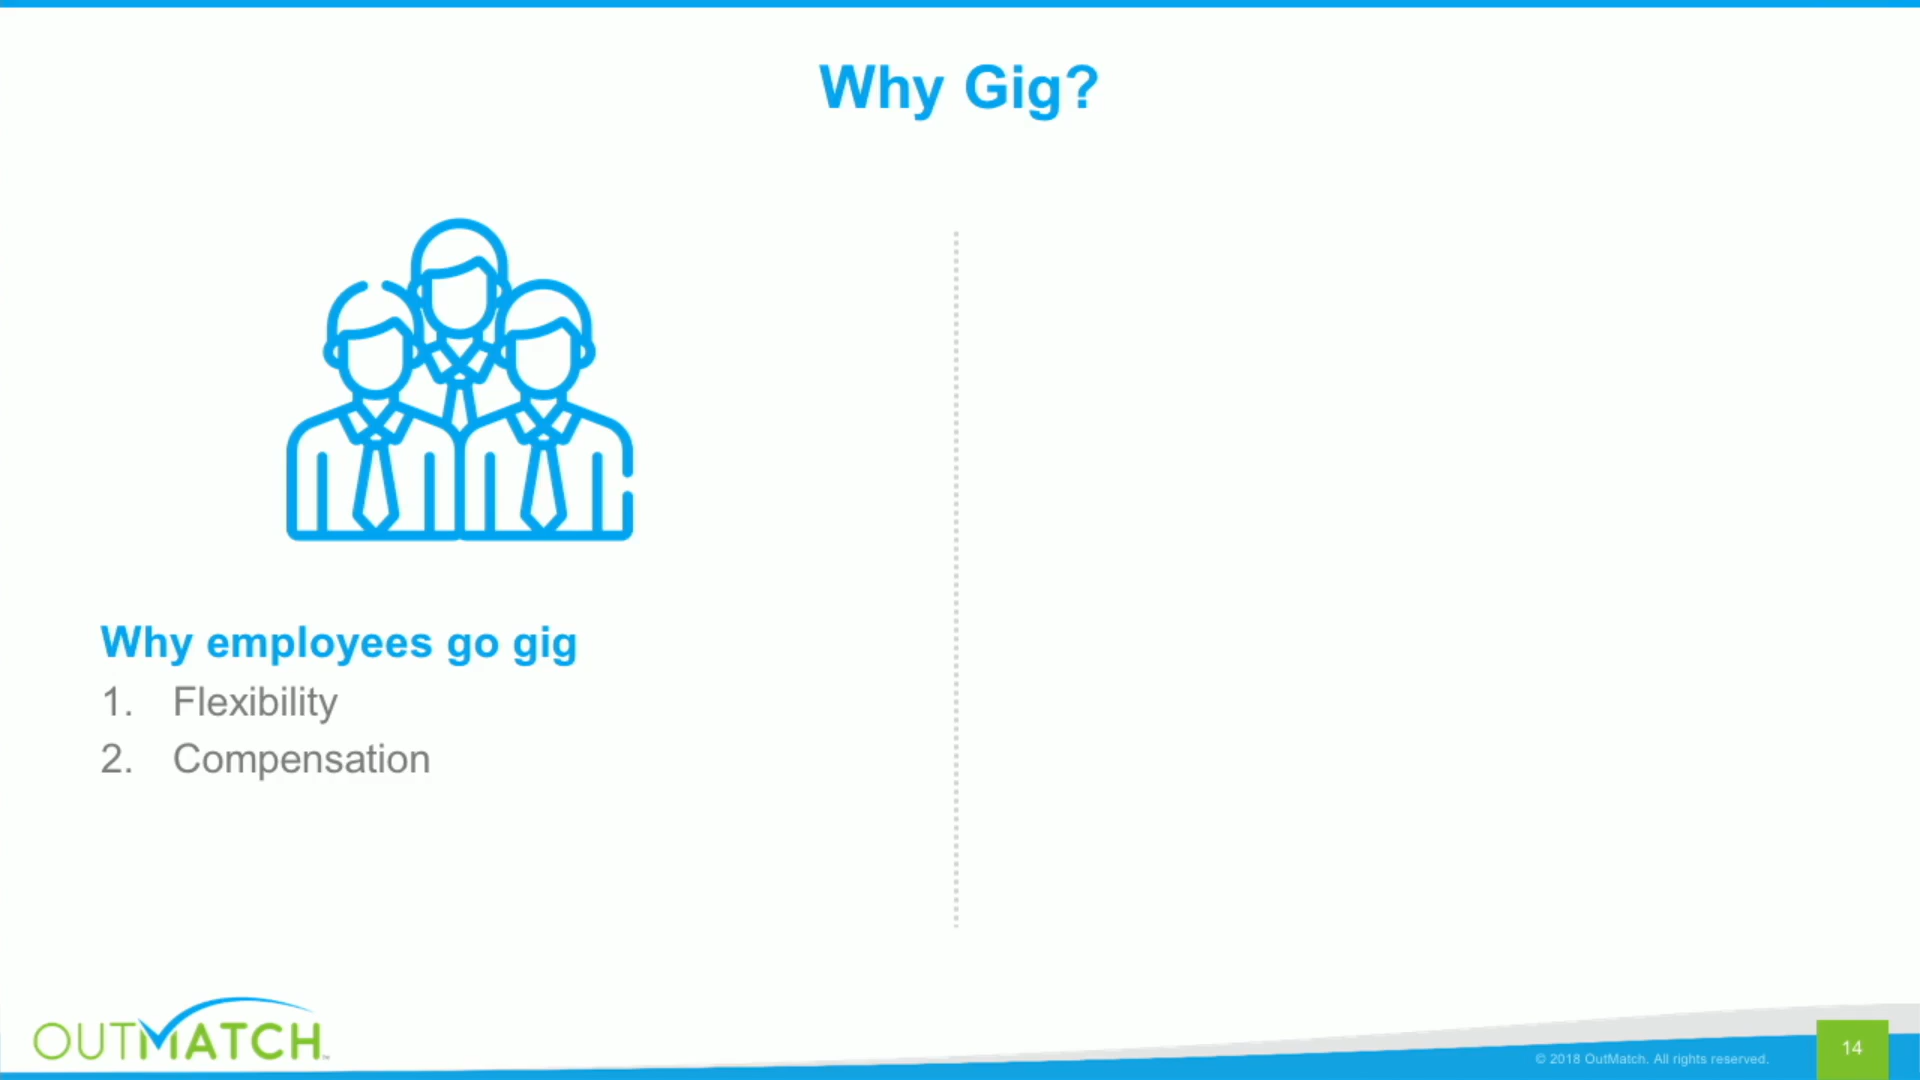 Why Gig?
Why employees go gig
1. Flexibility
2. Compensation
OUTMATCH
© 2018 OutMatch. All rights reserved.
14